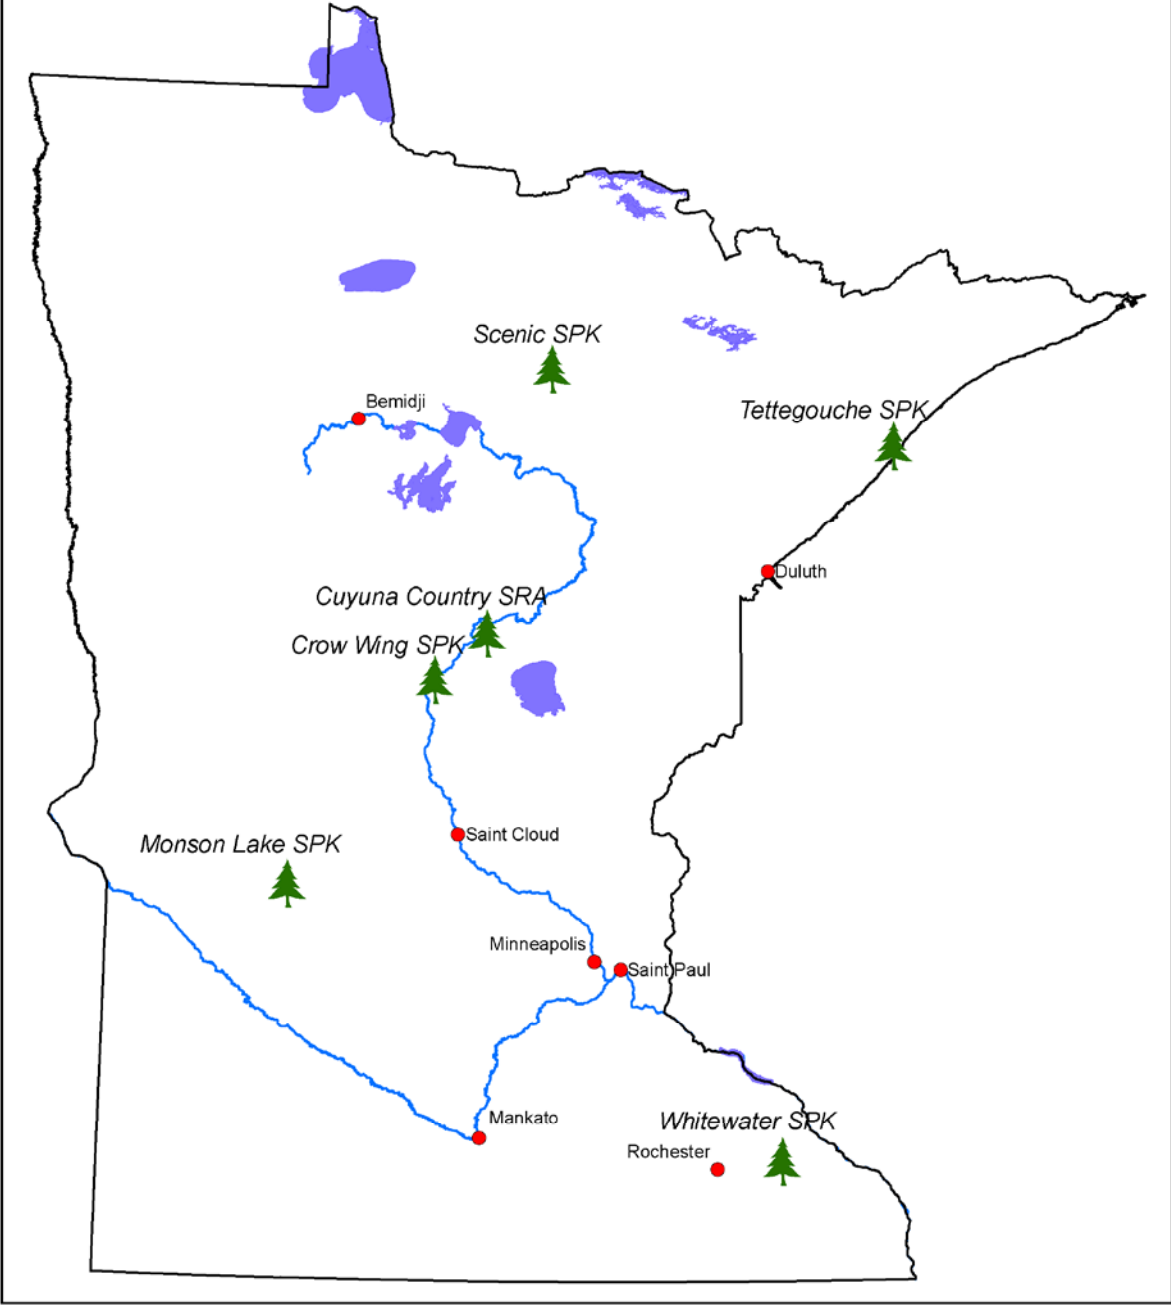 Scenic SPK
Bemidji
Tettegouche SPK
Duluth
Cuyuna Country SRA
Crow Wing SPK
Saint Cloud
Monson Lake SPK
Minneapolis
Saint Paul
Mankato
Whitewater SPK
Rochester